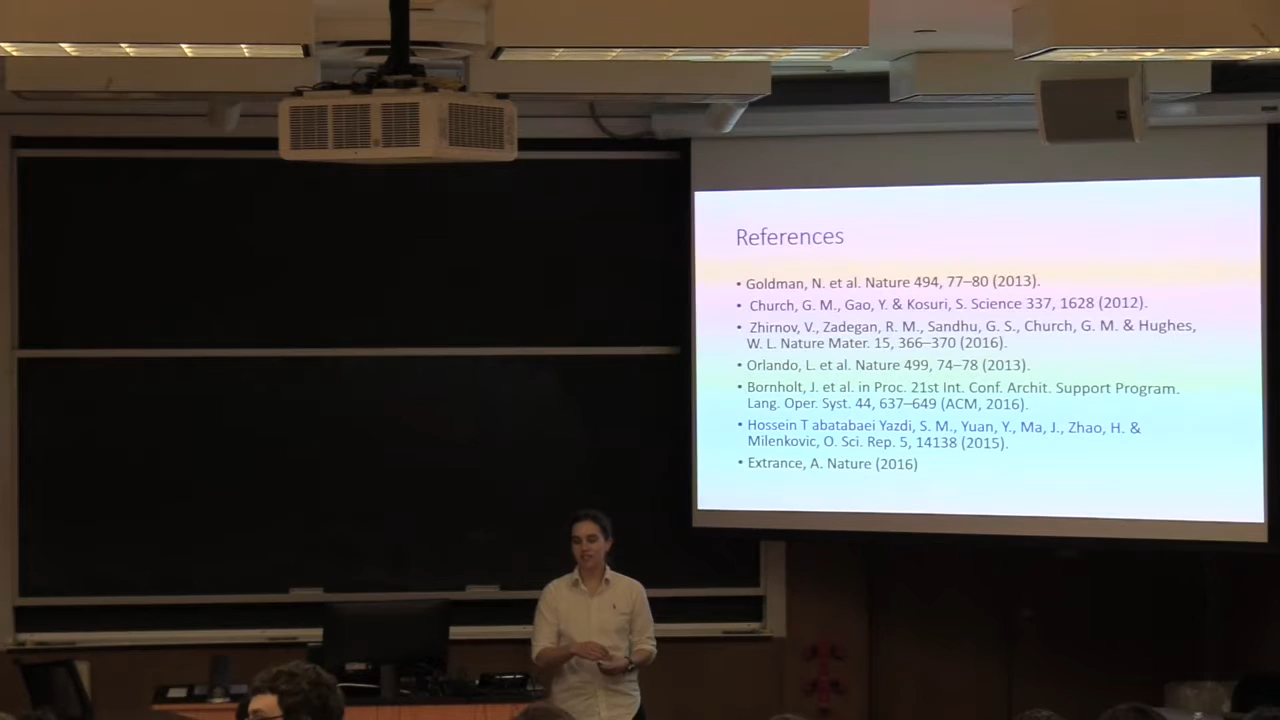 References
• Goldman, N. et al. Nature 494, 77–80 (2013).
• Church, G. M., Gao, Y. & Kosuri, S. Science 337, 1628 (2012).
• Zhirnov, V., Zadegan, R. M., Sandhu, G. S., Church, G. M. & Hughes,
W. L. Nature Mater. 15, 366–370 (2016).
• Orlando, L. et al. Nature 499, 74–78 (2013).
• Bornholt, J. et al. in Proc. 21st Int. Conf. Archit. Support Program.
Lang. Oper. Syst. 44, 637–649 (ACM, 2016).
• Hossein T abatabaei Yazdi, S. M., Yuan, Y., Ma, J., Zhao, H. &
Milenkovic, O. Sci. Rep. 5, 14138 (2015).
• Extrance, A. Nature (2016)